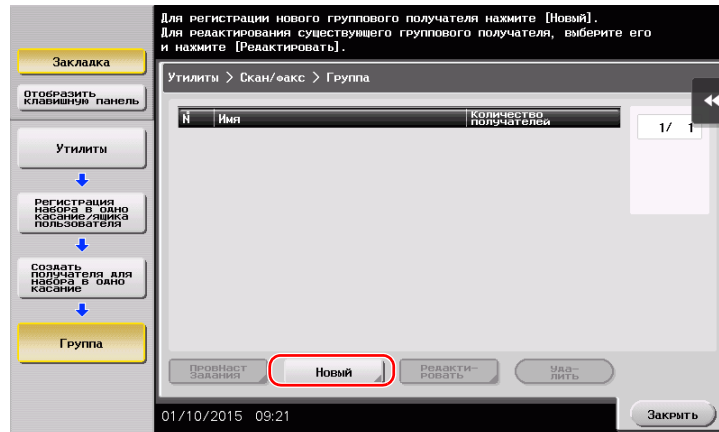 Для регистрации нового группового получателя нажмите [Новый].
Для редактирования существующего группового получателя, выберите его
и нажмите [Редактировать].
Закладка
Отобразить
клавишную панель
Утилиты
Регистрация
набора в одно
касание/ящика
пользователя
Создать
получателя для
набора в одно
касание
Группа
Утилиты > Скан/факс > Группа
N
Имя
Количество
получателей
1/ 1
ПровНаст
Задания
Новый
Редакти-
ровать
Уда-
лить
01/10/2015 09:21
Закрыть